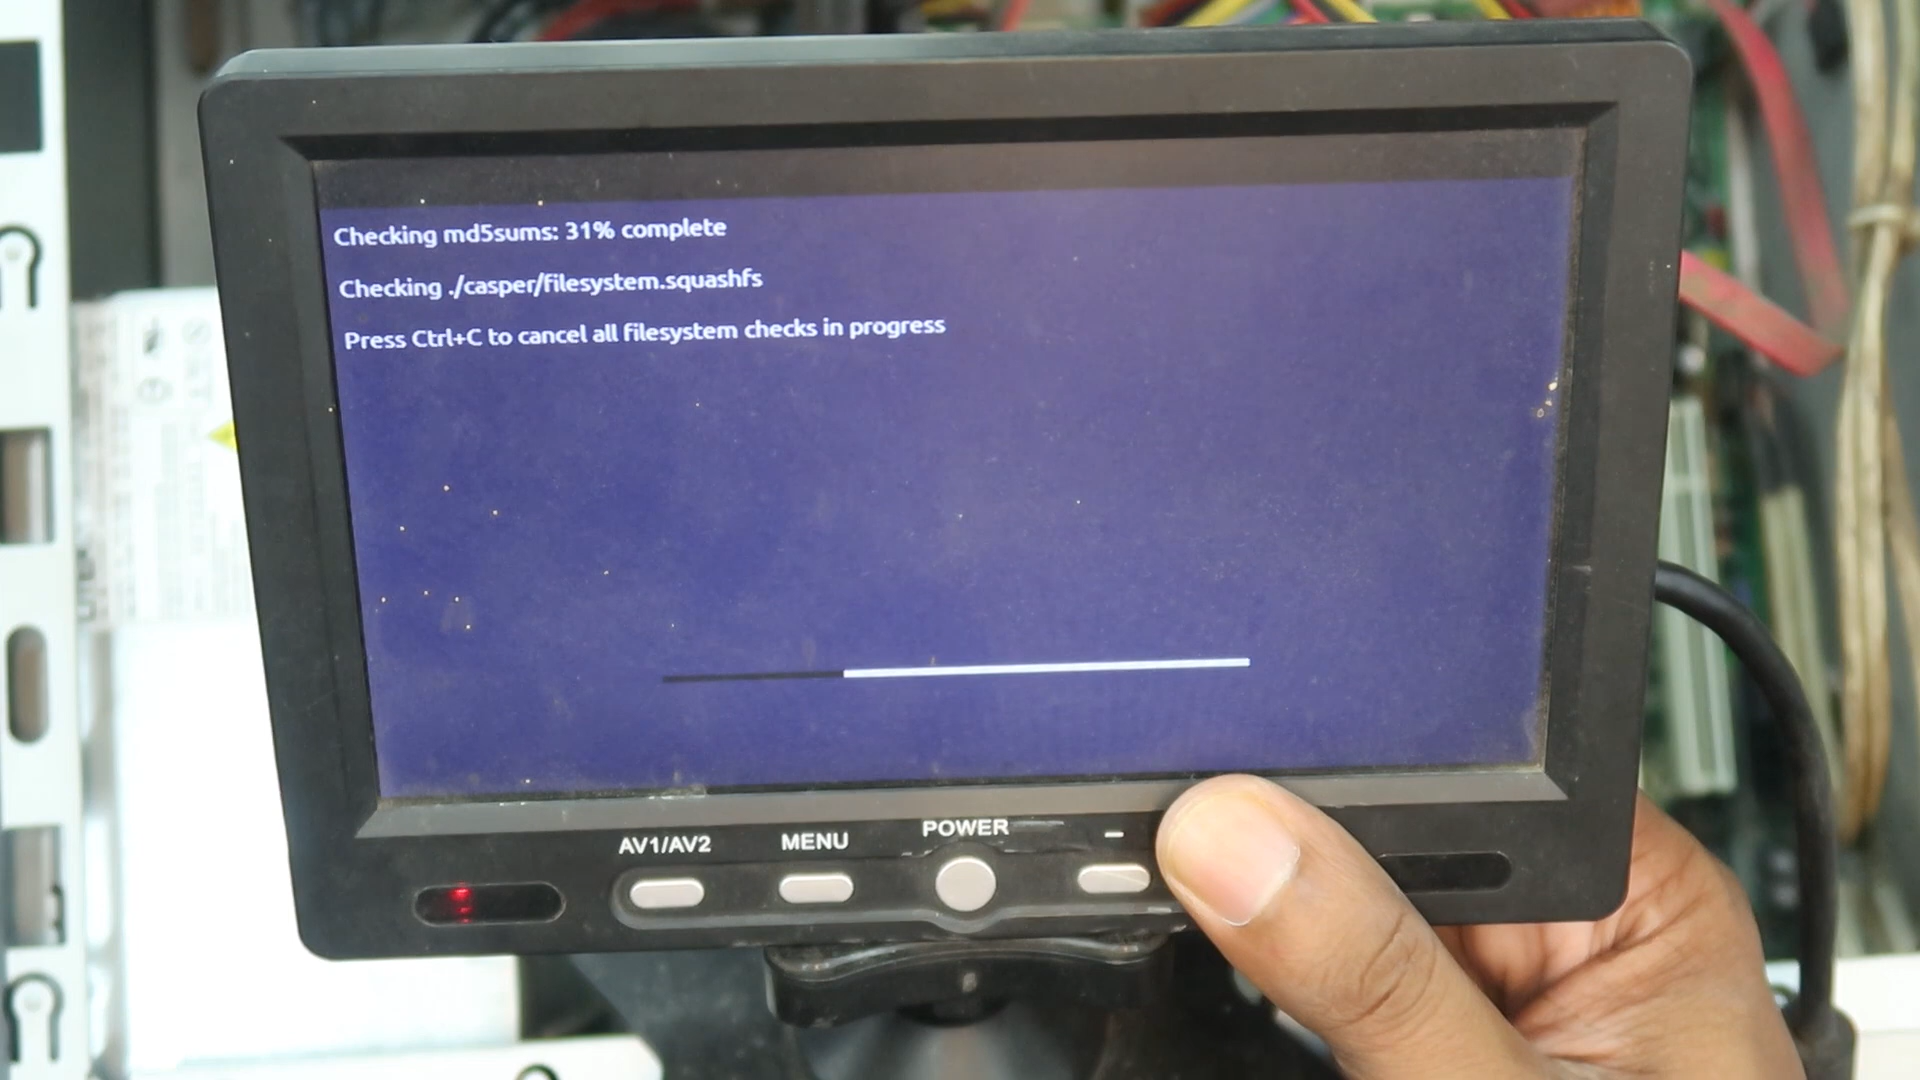 Checking md5sums: 31% complete
Checking ./casper/filesystem.squashfs
Press Ctrl+C to cancel all filesystem checks in progress
AV1/AV2 MENU POWER −